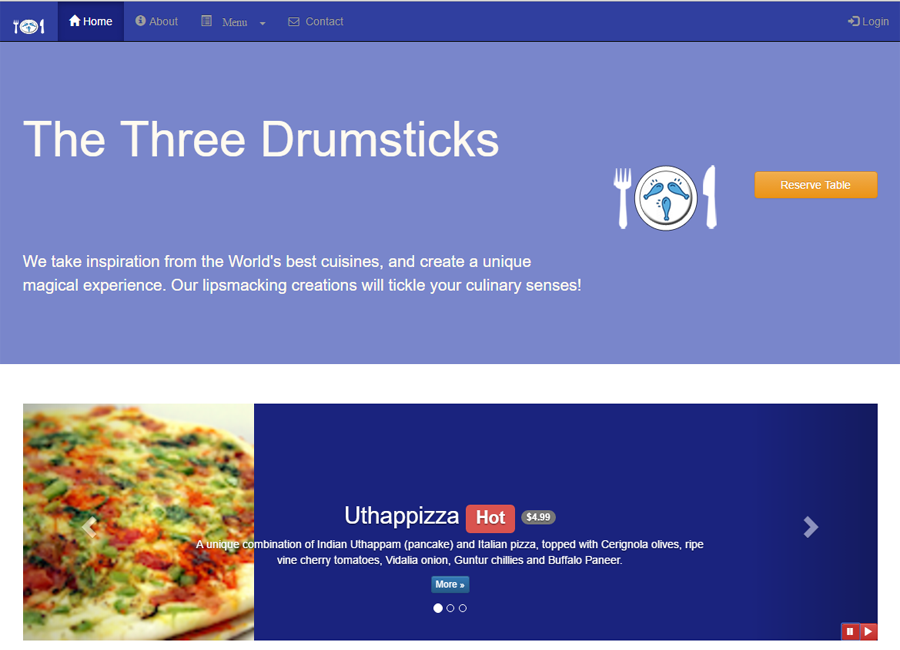 Home About Menu Contact Login
The Three Drumsticks
Reserve Table
We take inspiration from the World's best cuisines, and create a unique
magical experience. Our lipsmacking creations will tickle your culinary senses!
Uthappizza Hot $4.99
A unique combination of Indian Uthappam (pancake) and Italian pizza, topped with Cerignola olives, ripe
vine cherry tomatoes, Vidalia onion, Guntur chillies and Buffalo Paneer.
More »